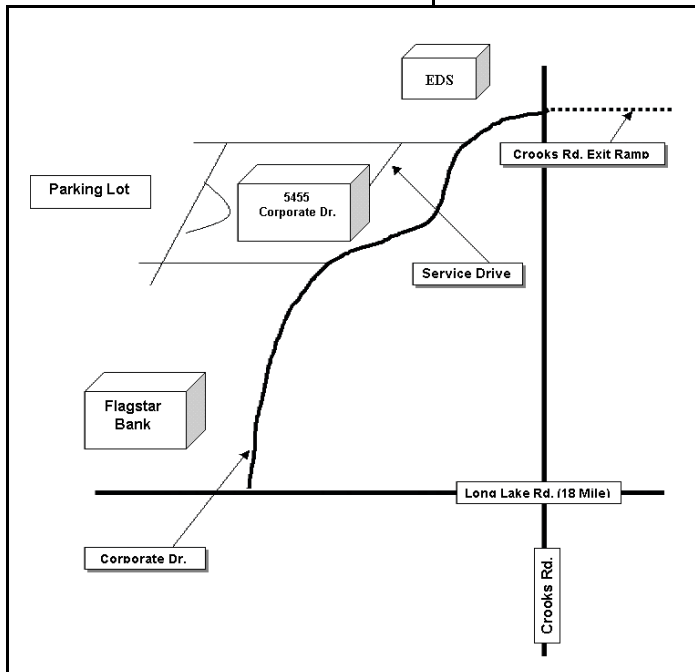 EDS
Crooks Rd. Exit Ramp
5455
Corporate Dr.
Parking Lot
Service Drive
Flagstar
Bank
Long Lake Rd. (18 Mile)
Corporate Dr.
Crooks Rd.